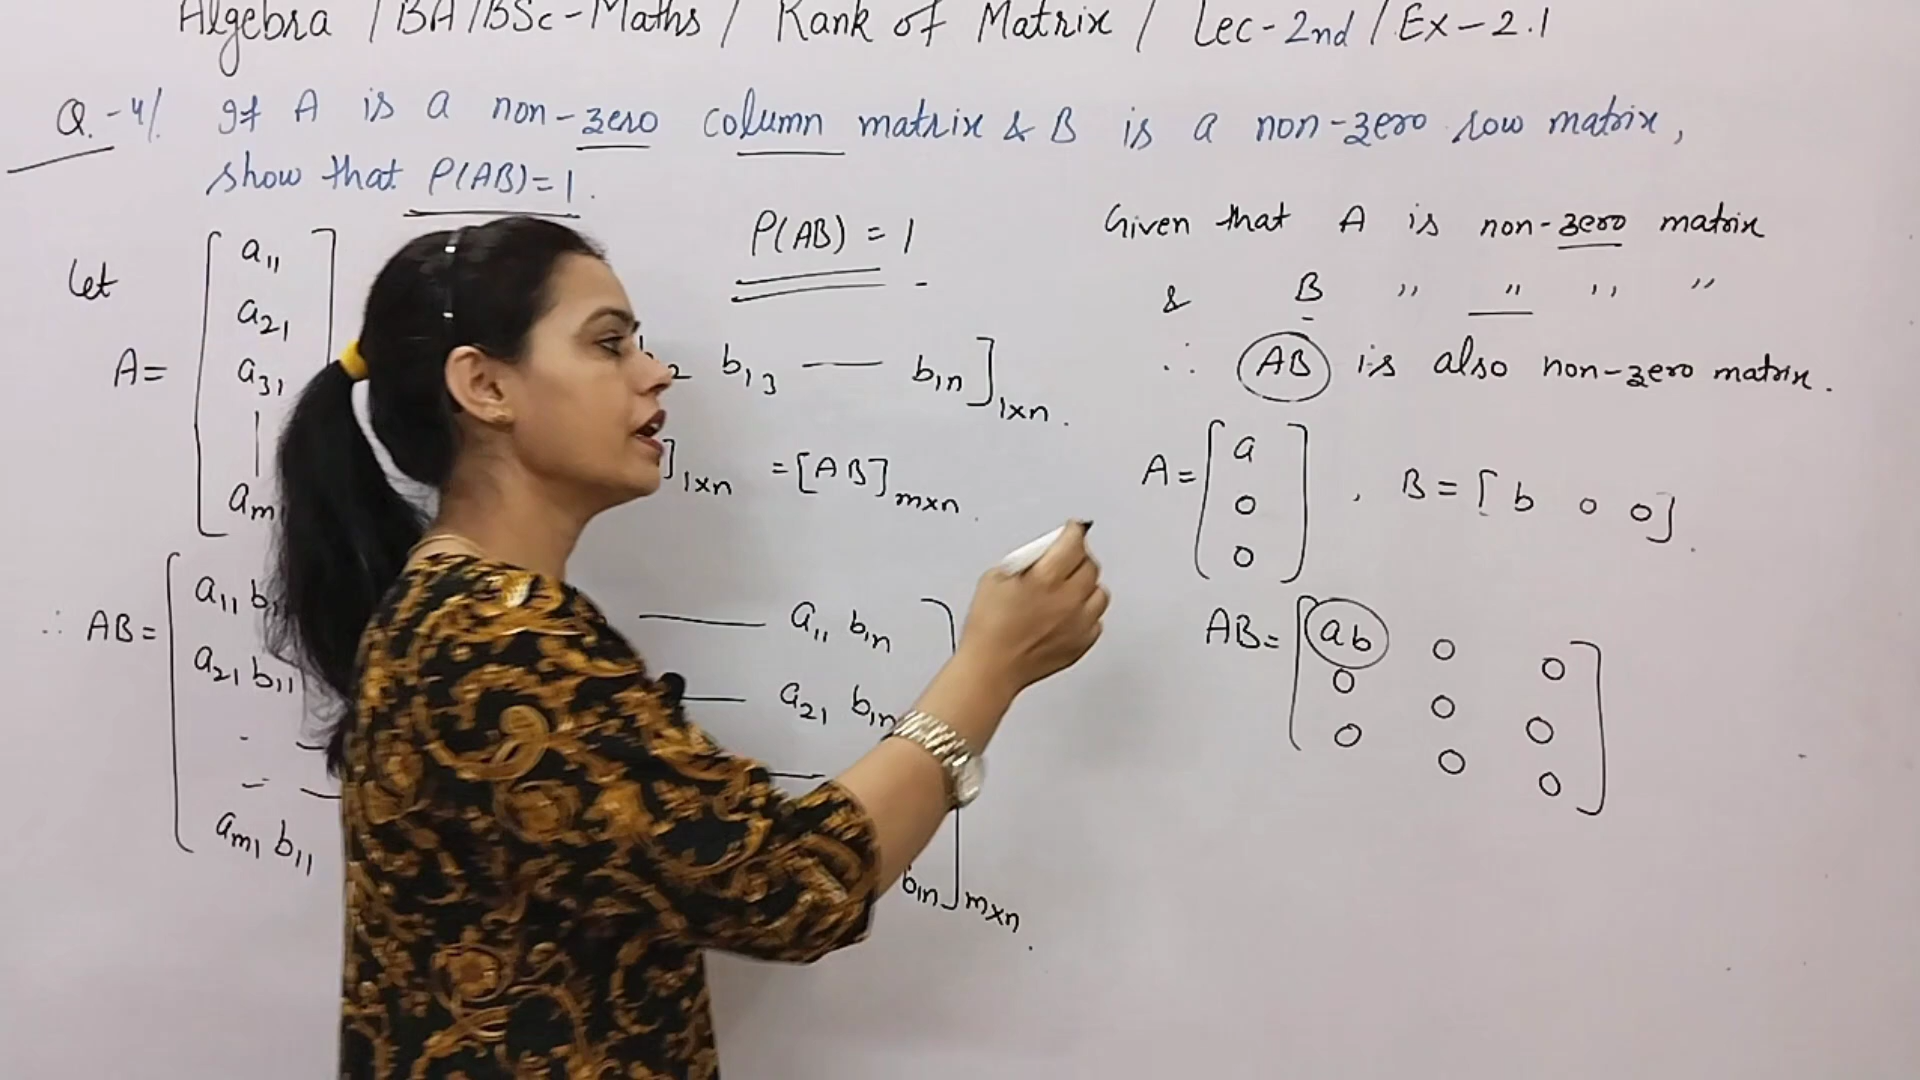 Algebra / BA/BSc-Maths / Rank of Matrix / Lec-2nd / Ex-2.1
Q.-4/. If A is a non-zero column matrix & B is a non-zero row matrix,
show that P(AB)=1.
Let
A= [ a11
a21
a31
|
am1
P(AB) = 1
b13 — b1n ]1xn.
]1xn = [AB]mxn.
∴ AB= [ a11 b11 — a11 b1n
a21 b11 — a21 b1n
. —
- —
am1 b11 b1n ]mxn.
Given that A is non-zero matrix
& B " " " "
∴ AB is also non-zero matrix.
A= [ a
0
0 ] , B = [ b 0 0 ].
AB= [ ab 0 0
0 0 0
0 0 0 ]